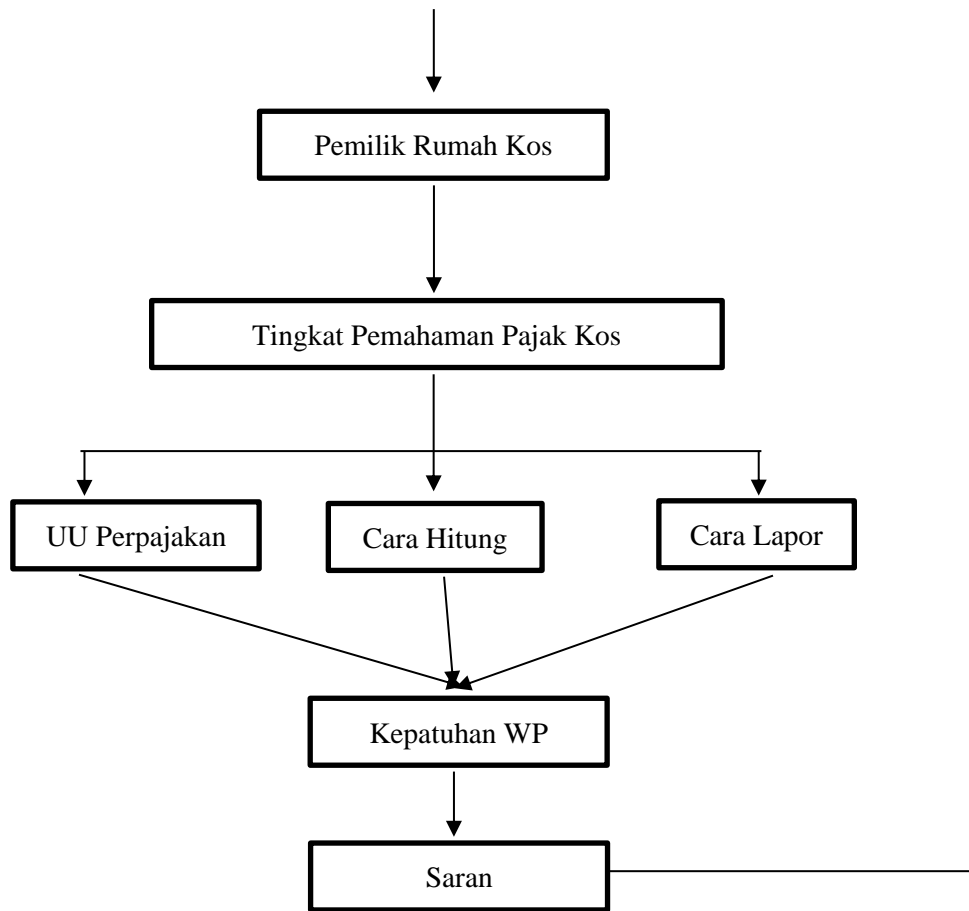 Pemilik Rumah Kos
Tingkat Pemahaman Pajak Kos
UU Perpajakan
Cara Hitung
Cara Lapor
Kepatuhan WP
Saran